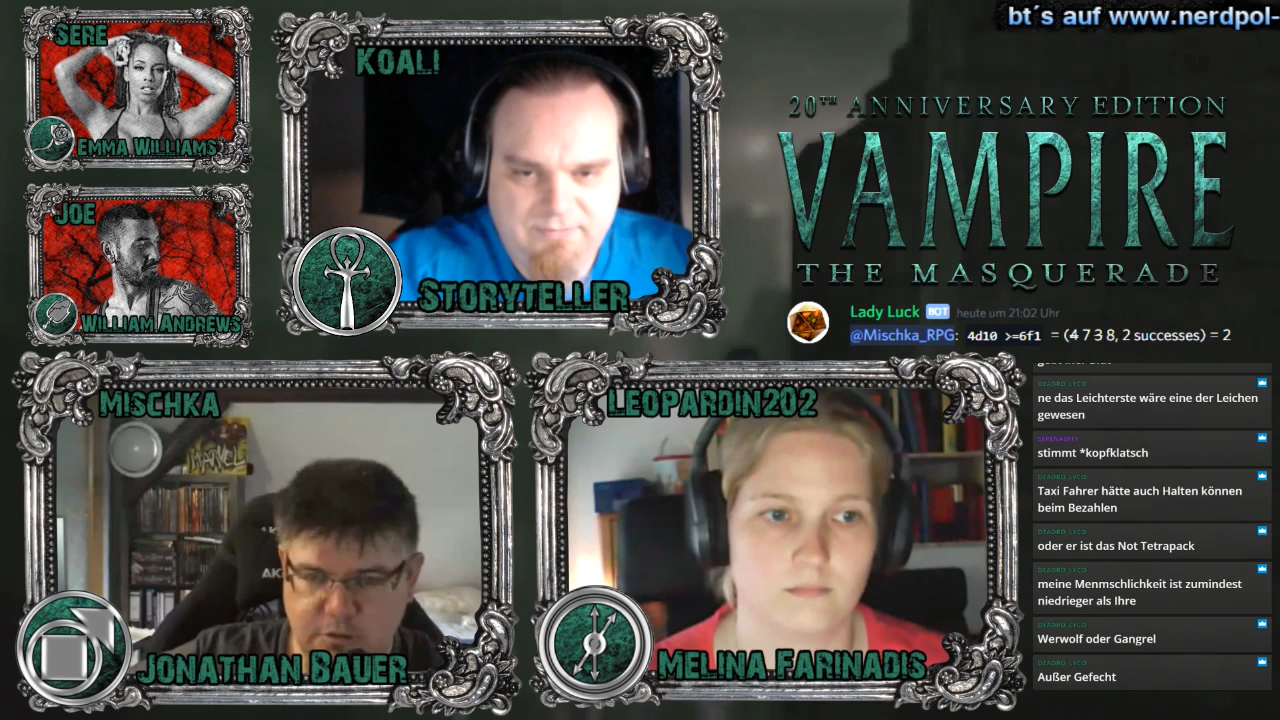 bt´s auf www.nerdpol-
SERE
EMMA WILLIAMS
JOE
WILLIAM ANDREWS
KOALI
STORYTELLER
20TH ANNIVERSARY EDITION
VAMPIRE
THE MASQUERADE
Lady Luck BOT heute um 21:02 Uhr
@Mischka_RPG: 4d10 >=6f1 = (4 7 3 8, 2 successes) = 2
MISCHKA
JONATHAN BAUER
LEOPARDIN202
MELINA FARINADIS
DEADRO_LYCO
ne das Leichterste wäre eine der Leichen
gewesen
SERENADITY
stimmt *kopfklatsch
DEADRO_LYCO
Taxi Fahrer hätte auch Halten können
beim Bezahlen
DEADRO_LYCO
oder er ist das Not Tetrapack
DEADRO_LYCO
meine Menmschlichkeit ist zumindest
niedrieger als Ihre
DEADRO_LYCO
Werwolf oder Gangrel
DEADRO_LYCO
Außer Gefecht